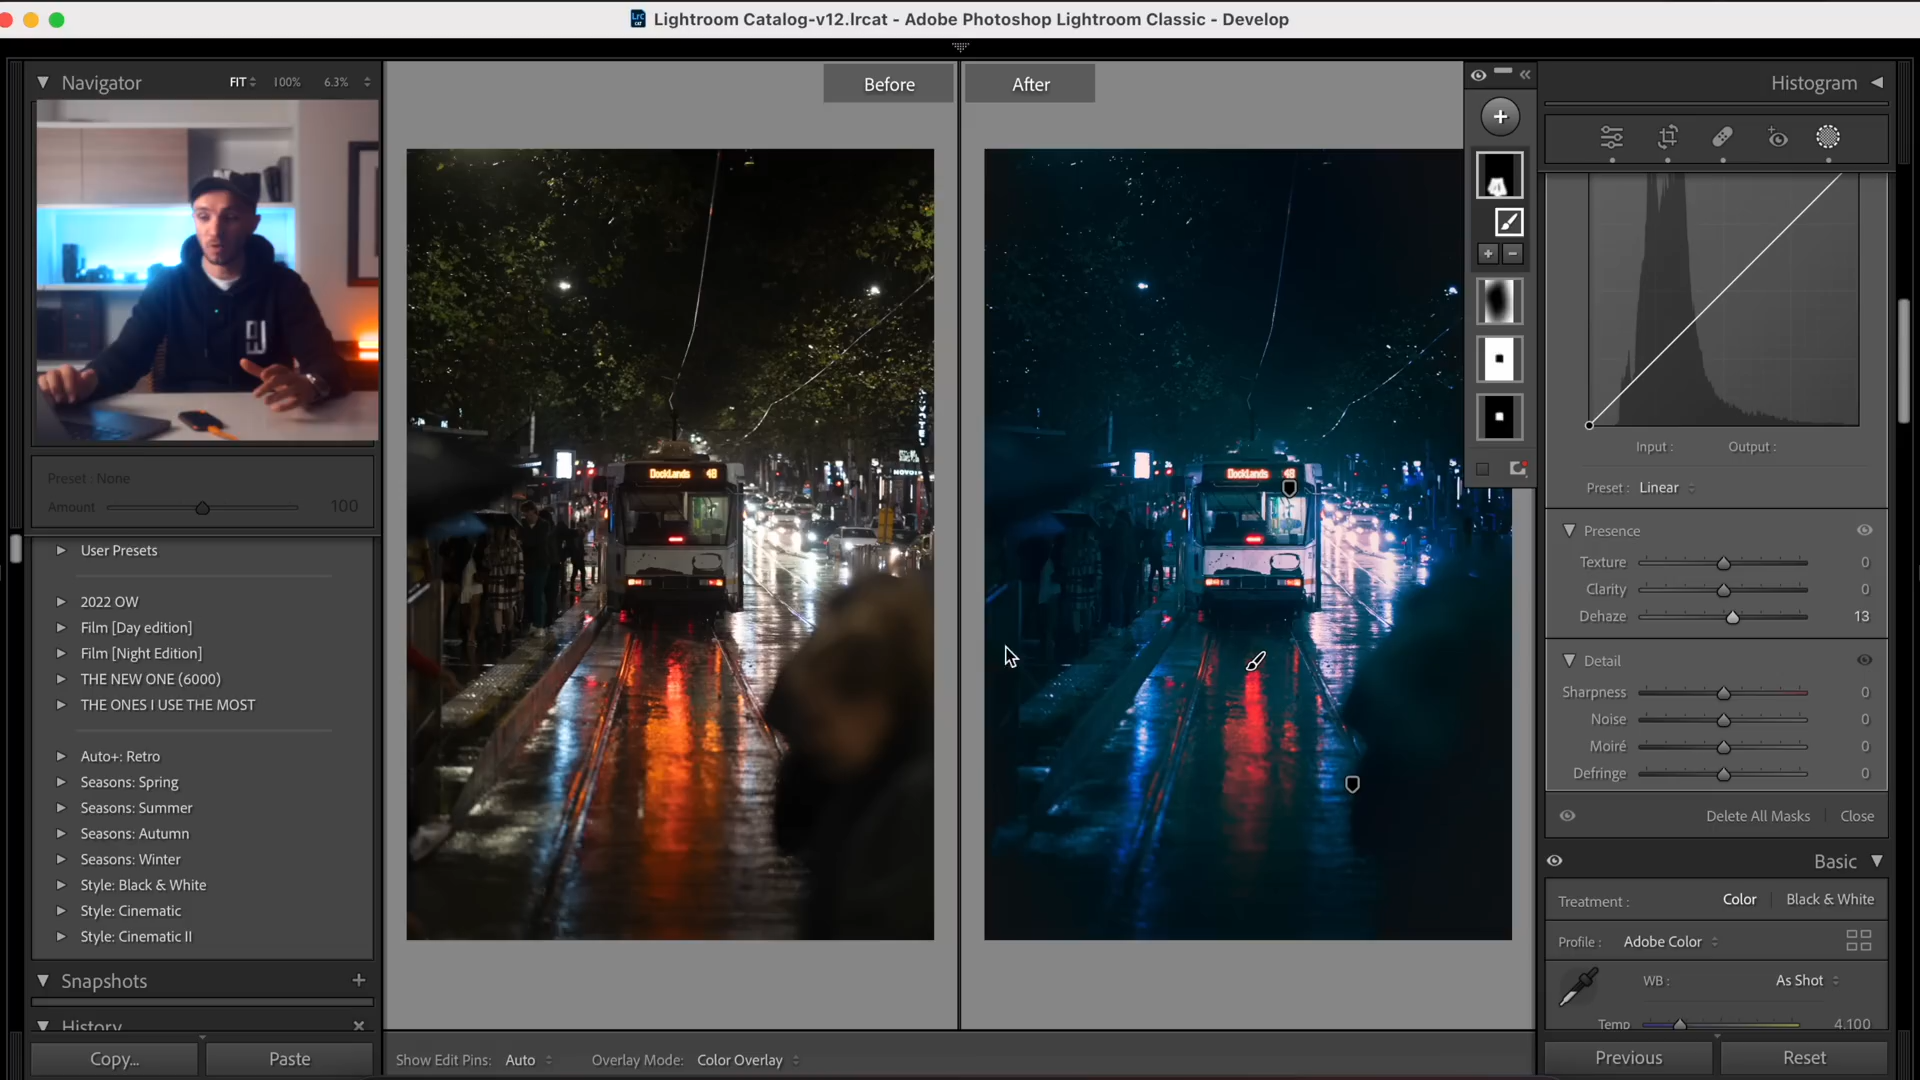 Lightroom Catalog-v12.lrcat - Adobe Photoshop Lightroom Classic - Develop
Navigator
FIT
100%
6.3%
Before
After
Histogram
Docklands 48
Docklands 48
Input :
Output :
Preset : None
Amount
100
Preset : Linear
Presence
Texture
0
Clarity
0
Dehaze
13
User Presets
2022 OW
Film [Day edition]
Film [Night Edition]
THE NEW ONE (6000)
THE ONES I USE THE MOST
Auto+: Retro
Seasons: Spring
Seasons: Summer
Seasons: Autumn
Seasons: Winter
Style: Black & White
Style: Cinematic
Style: Cinematic II
Detail
Sharpness
0
Noise
0
Moiré
0
Defringe
0
Delete All Masks
Close
Basic
Treatment :
Color
Black & White
Profile :
Adobe Color
WB :
As Shot
Temp
4.100
Snapshots
History
Copy...
Paste
Show Edit Pins:
Auto
Overlay Mode:
Color Overlay
Previous
Reset